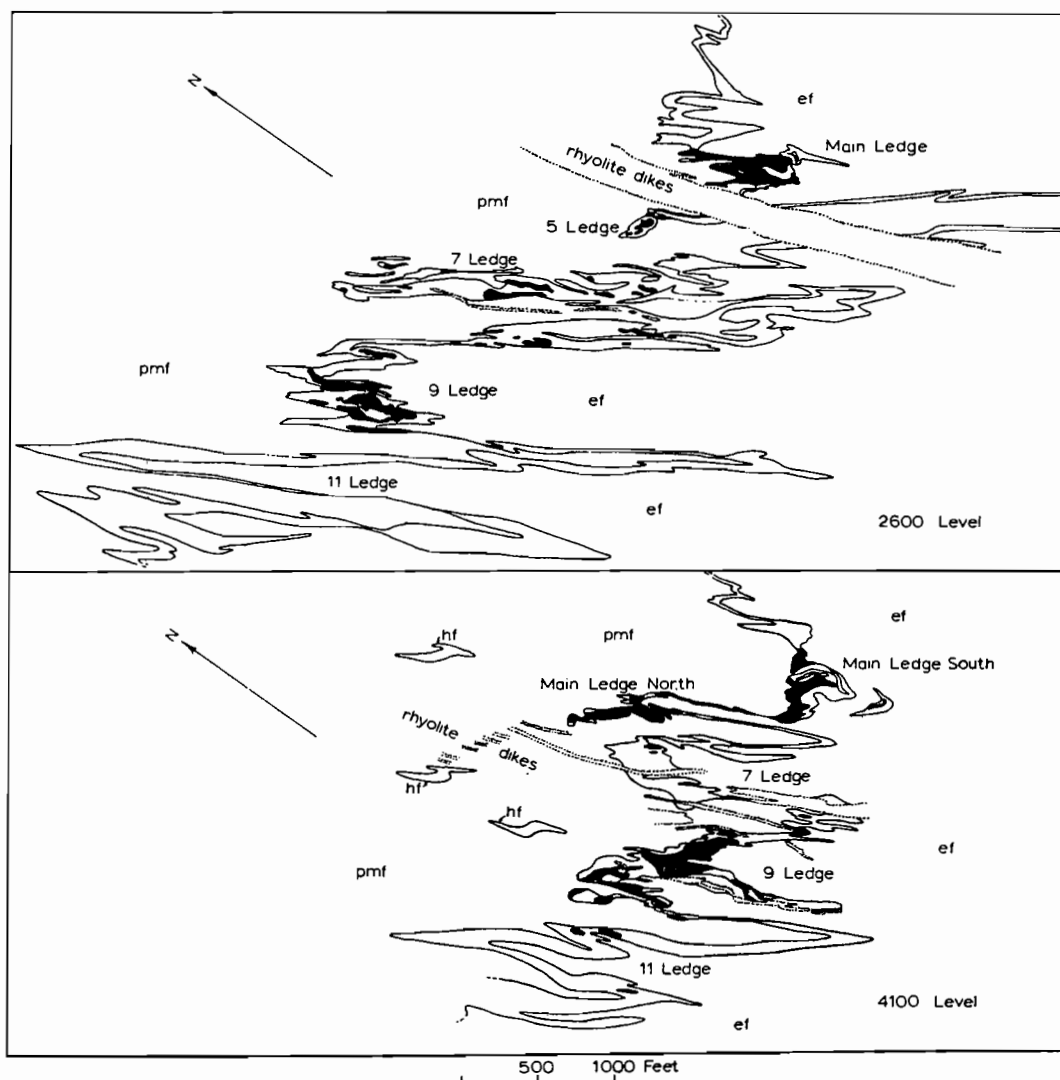 N
ef
Main Ledge
rhyolite dikes
pmf
5 Ledge
7 Ledge
pmf
9 Ledge
ef
11 Ledge
ef
2600 Level
N
hf
pmf
ef
Main Ledge South
Main Ledge North
rhyolite
dikes
hf
7 Ledge
hf
ef
pmf
9 Ledge
11 Ledge
4100 Level
ef
500 1000 Feet